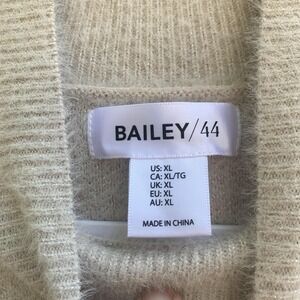 BAILEY/44
US: XL
CA: XL/TG
UK: XL
EU: XL
AU: XL
MADE IN CHINA